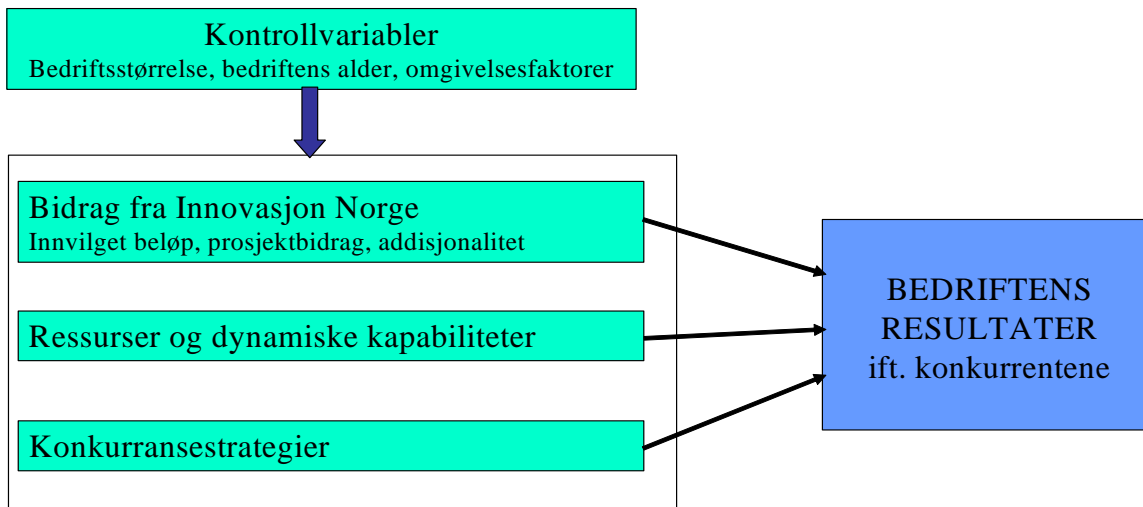 Kontrollvariabler
Bedriftsstørrelse, bedriftens alder, omgivelsesfaktorer
Bidrag fra Innovasjon Norge
Innvilget beløp, prosjektbidrag, addisjonalitet
Ressurser og dynamiske kapabiliteter
Konkurransestrategier
BEDRIFTENS
RESULTATER
ift. konkurrentene